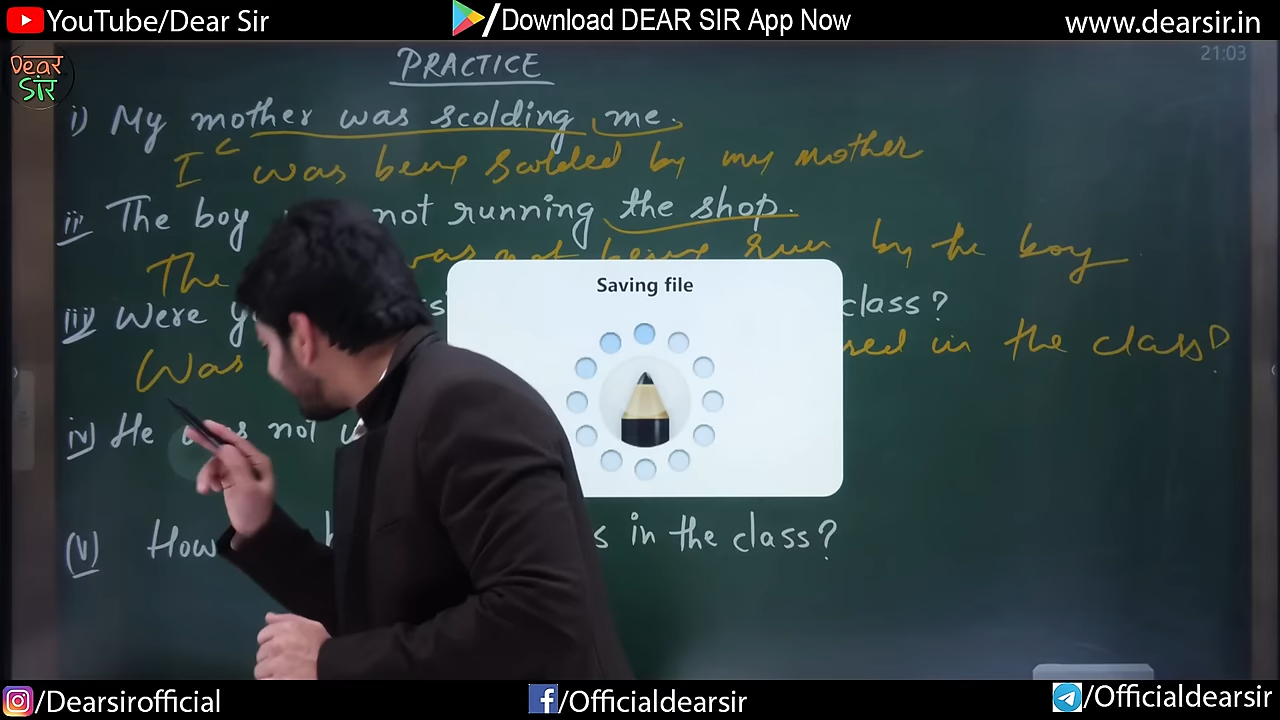 YouTube/Dear Sir
/Download DEAR SIR App Now
www.dearsir.in
Dear
सर
21:03
PRACTICE
i) My mother was scolding me.
I was being scolded by my mother
ii The boy not running the shop.
The was not being run by the boy
Saving file
iii) Were class?
Was in the class?
iv) He was not
(v) How in the class?
/Dearsirofficial
/Officialdearsir
/Officialdearsir